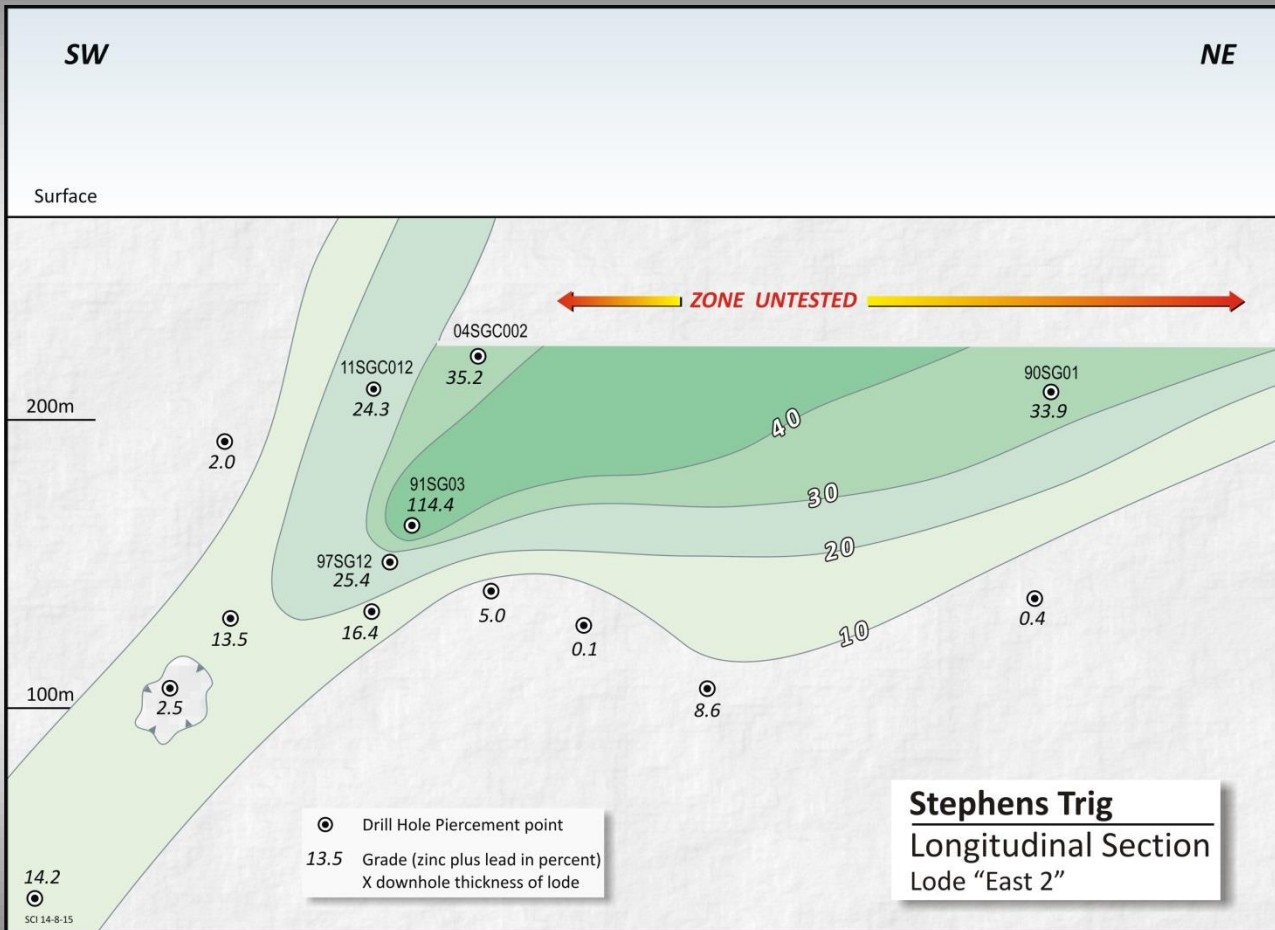 SW
NE
Surface
ZONE UNTESTED
04SGC002
35.2
11SGC012
24.3
90SG01
33.9
200m
2.0
40
91SG03
114.4
30
20
97SG12
25.4
5.0
0.4
13.5
16.4
0.1
10
100m
2.5
8.6
Drill Hole Piercement point
13.5 Grade (zinc plus lead in percent)
X downhole thickness of lode
Stephens Trig
Longitudinal Section
Lode “East 2”
14.2
SCI 14-8-15